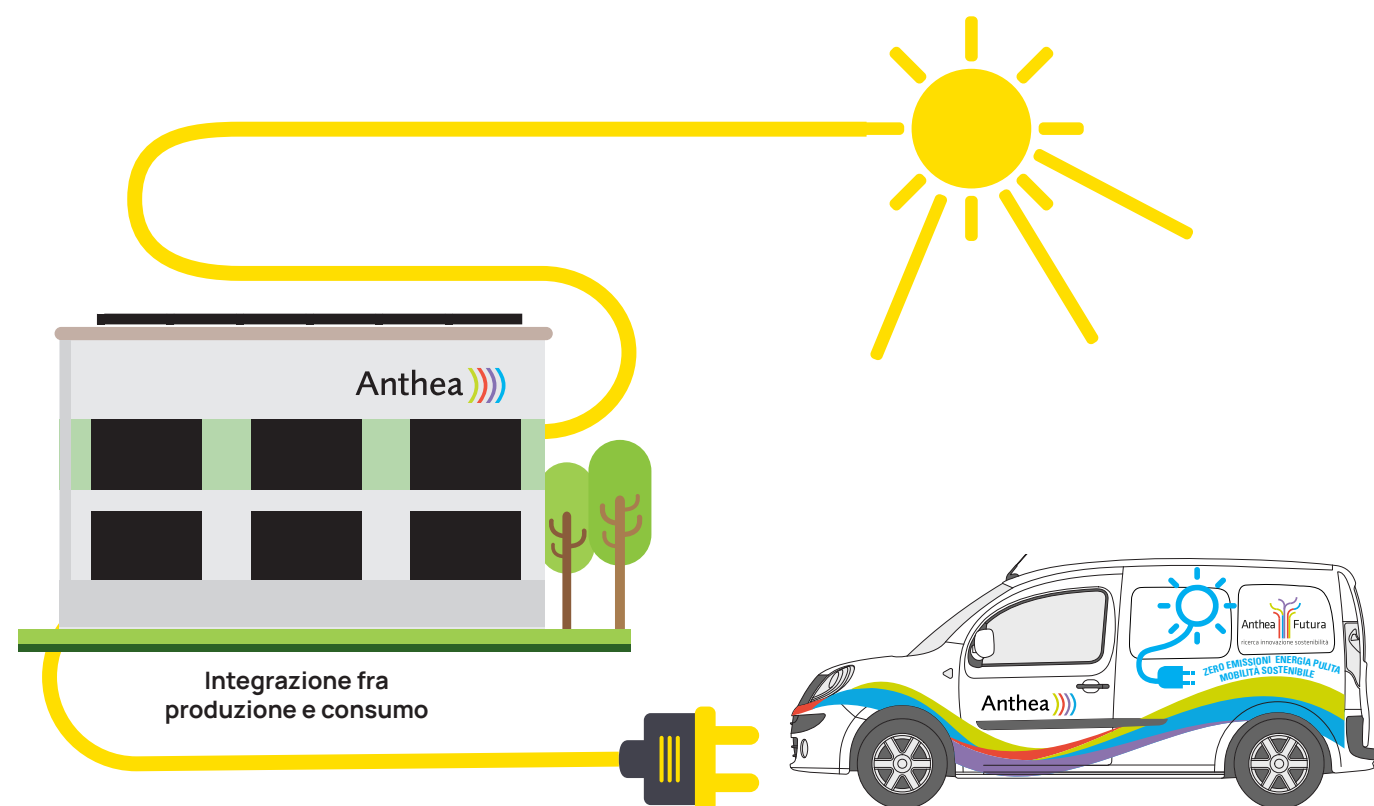 Anthea
Integrazione fra
produzione e consumo
Anthea
Anthea Futura
ricerca innovazione sostenibilità
ZERO EMISSIONI ENERGIA PULITA
MOBILITÀ SOSTENIBILE